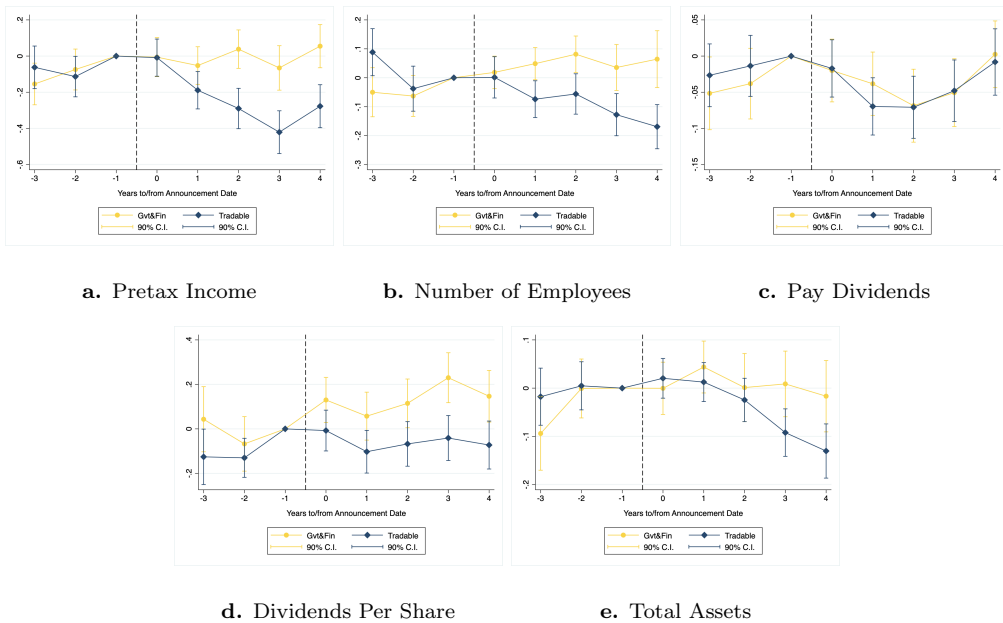 .2
0
-.2
-.4
-.6
-3 -2 -1 0 1 2 3 4
Years to/from Announcement Date
Gvt&Fin Tradable
90% C.I. 90% C.I.
.2
.1
0
-.1
-.2
-.3
-3 -2 -1 0 1 2 3 4
Years to/from Announcement Date
Gvt&Fin Tradable
90% C.I. 90% C.I.
.05
0
-.05
-.1
-.15
-3 -2 -1 0 1 2 3 4
Years to/from Announcement Date
Gvt&Fin Tradable
90% C.I. 90% C.I.
a. Pretax Income
b. Number of Employees
c. Pay Dividends
.4
.2
0
-.2
-3 -2 -1 0 1 2 3 4
Years to/from Announcement Date
Gvt&Fin Tradable
90% C.I. 90% C.I.
.1
0
-.1
-.2
-3 -2 -1 0 1 2 3 4
Years to/from Announcement Date
Gvt&Fin Tradable
90% C.I. 90% C.I.
d. Dividends Per Share
e. Total Assets